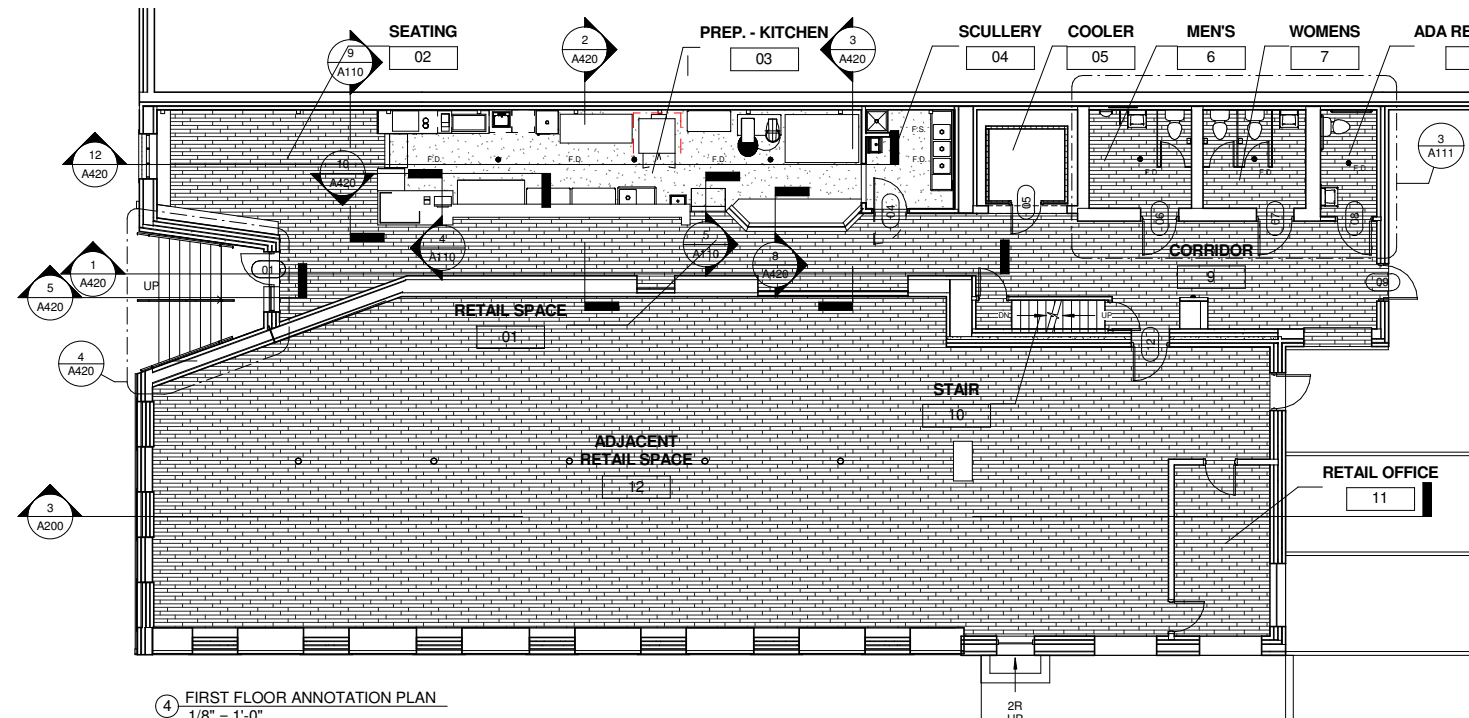 SEATING
02
PREP. - KITCHEN
03
SCULLERY
04
COOLER
05
MEN'S
6
WOMENS
7
ADA RE
9
A110
2
A420
3
A420
12
A420
3
A111
10
A420
F.D.
F.D.
F.D.
F.S.
F.D.
F.D.
F.D.
F.D.
04
05
06
07
08
4
A110
5
A110
8
A420
CORRIDOR
9
09
1
A420
5
A420
01
UP
RETAIL SPACE
01
DN
UP
12
4
A420
STAIR
10
ADJACENT
RETAIL SPACE
12
RETAIL OFFICE
11
3
A200
4
FIRST FLOOR ANNOTATION PLAN
1/8" = 1'-0"
2R
UP